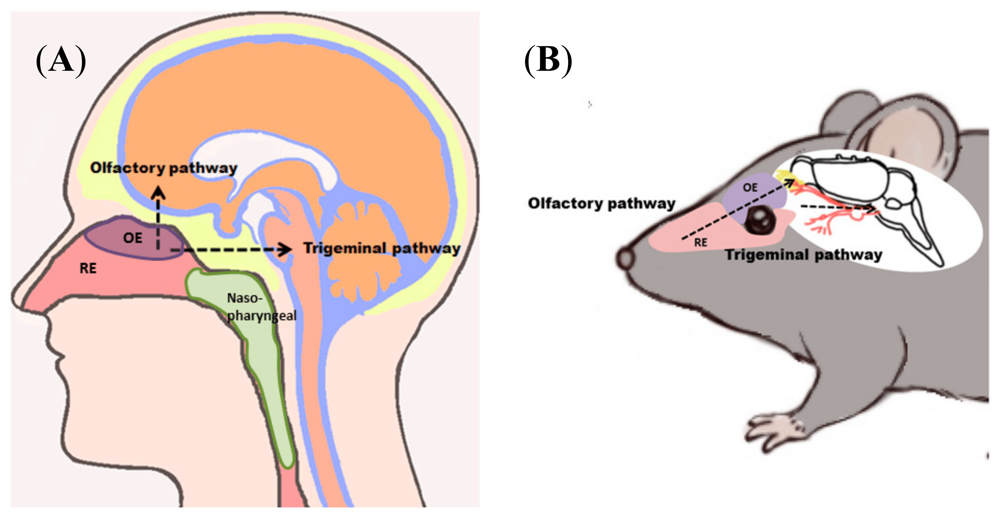 (A)
Olfactory pathway
OE
Trigeminal pathway
RE
Naso-
pharyngeal
(B)
OE
Olfactory pathway
RE
Trigeminal pathway